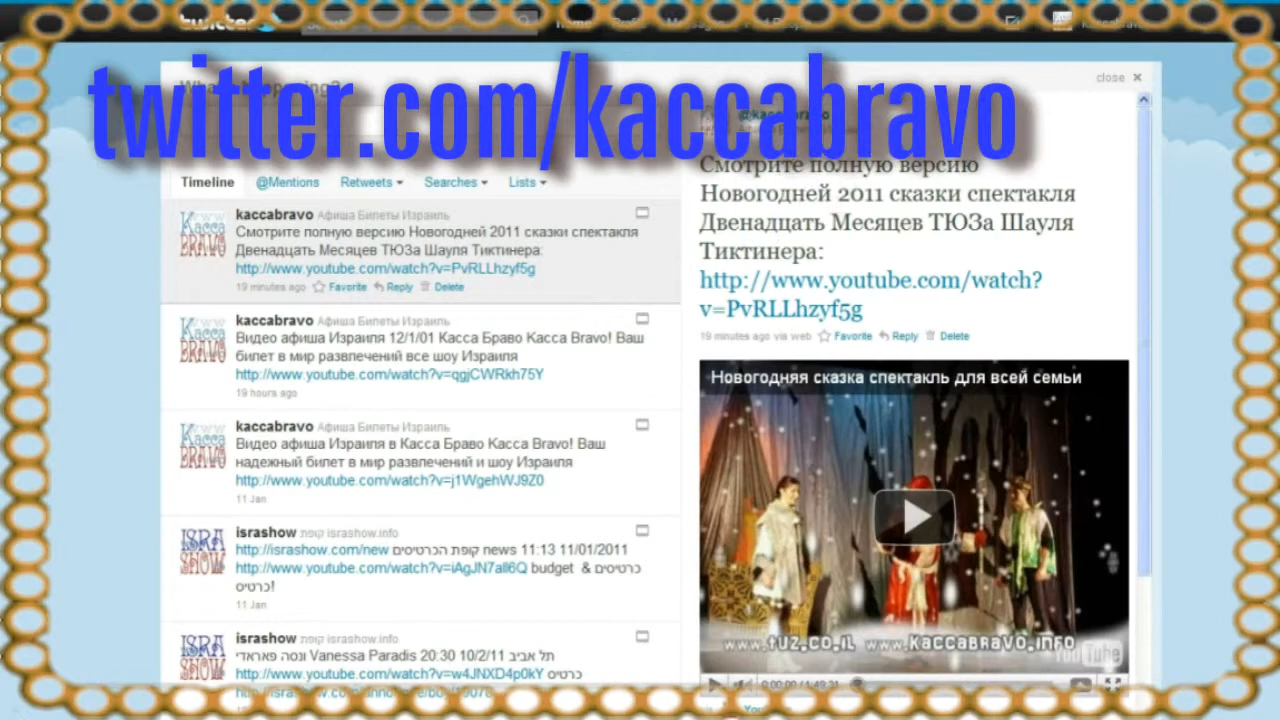 twitter
twitter.com/kaccabravo
close ×
Timeline @Mentions Retweets Searches Lists
kaccabravo Афиша Билеты Израиль
Смотрите полную версию Новогодней 2011 сказки спектакля
Двенадцать Месяцев ТЮЗа Шауля Тиктинера:
http://www.youtube.com/watch?v=PvRLLhzyf5g
19 minutes ago Favorite Reply Delete
kaccabravo Афиша Билеты Израиль
Видео афиша Израиля 12/1/01 Касса Браво Kacca Bravo! Ваш
билет в мир развлечений все шоу Израиля
http://www.youtube.com/watch?v=qgjCWRkh75Y
19 hours ago
kaccabravo Афиша Билеты Израиль
Видео афиша Израиля в Касса Браво Kacca Bravo! Ваш
надежный билет в мир развлечений и шоу Израиля
http://www.youtube.com/watch?v=j1WgehWJ9Z0
11 Jan
israshow קופת israshow.info
http://israshow.com/new קופת הכרטיסים news 11:13 11/01/2011
http://www.youtube.com/watch?v=iAgJN7all6Q budget & כרטיסים
כרטיס!
11 Jan
israshow קופת israshow.info
תל אביב 20:30 10/2/11 Vanessa Paradis ונסה פאראדי
http://www.youtube.com/watch?v=w4JNXD4p0kY כרטיס
Смотрите полную версию
Новогодней 2011 сказки спектакля
Двенадцать Месяцев ТЮЗа Шауля
Тиктинера:
http://www.youtube.com/watch?
v=PvRLLhzyf5g
19 minutes ago via web Favorite Reply Delete
Новогодняя сказка спектакль для всей семьи
www.tuz.co.il www.kaccabravo.info
YouTube